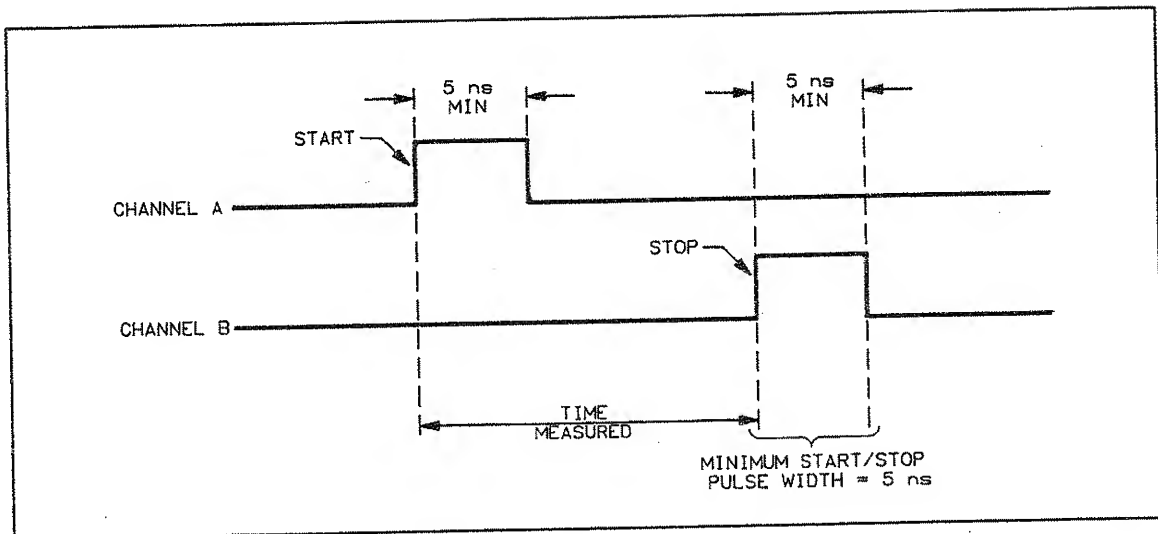 5 ns
MIN
5 ns
MIN
START
CHANNEL A
STOP
CHANNEL B
TIME
MEASURED
MINIMUM START/STOP
PULSE WIDTH = 5 ns